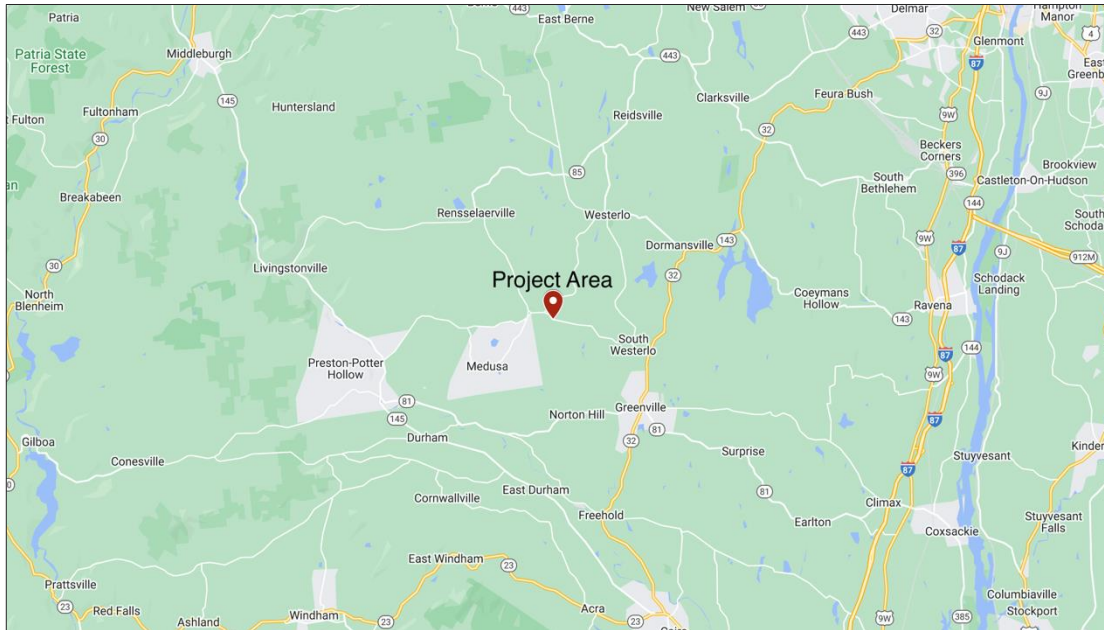 Patria
443
East Berne
New Salem
Delmar
Hampton
Manor
Patria State
Forest
Middleburgh
32
4
Glenmont
443
443
87
145
East
Greenb
Huntersland
Clarksville
Feura Bush
9J
Fultonham
Reidsville
9W
t Fulton
30
32
Beckers
Corners
Brookview
85
396
South
Bethlehem
Castleton-On-Hudson
Breakabeen
144
Rensselaerville
Westerlo
South
Schodac
9W
Dormansville
143
87
9J
912M
30
Livingstonville
32
Schodack
Landing
Project Area
North
Blenheim
Coeymans
Hollow
Ravena
143
South
Westerlo
144
87
Preston-Potter
Hollow
Medusa
9W
81
Greenville
145
Norton Hill
87
81
Gilboa
Durham
32
Kinder
Surprise
Stuyvesant
Conesville
87
81
Cornwallville
East Durham
Climax
Freehold
Earlton
Stuyvesant
Falls
Coxsackie
East Windham
23
Prattsville
Columbiaville
23
Red Falls
Acra
Stockport
Ashland
Windham
23
9W
385